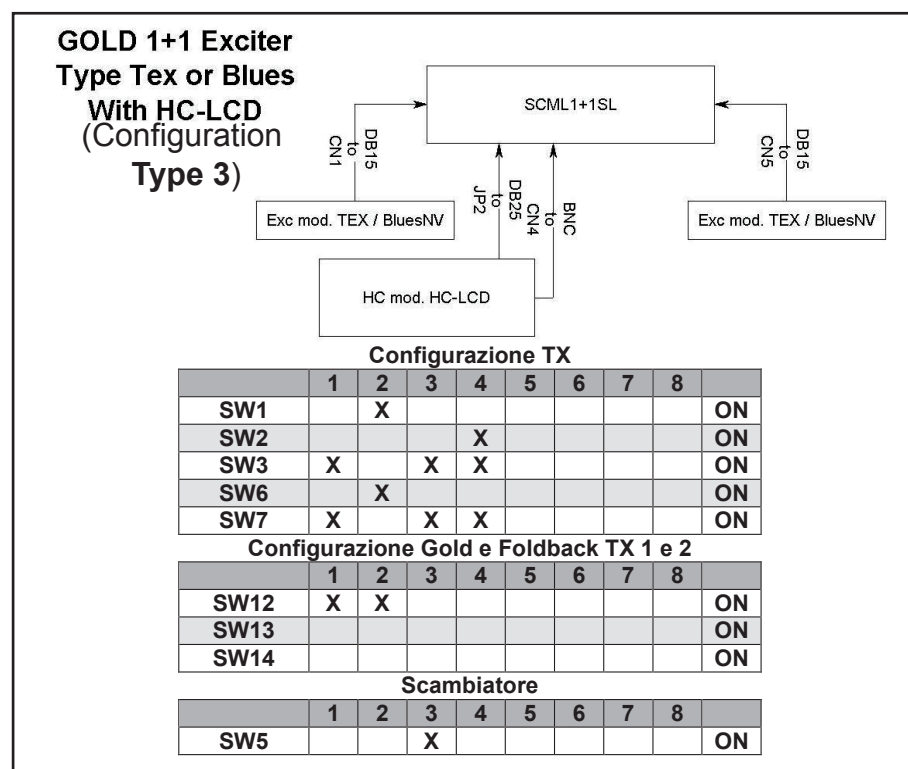 GOLD 1+1 Exciter
Type Tex or Blues
With HC-LCD
(Configuration
Type 3)
SCML1+1SL
DB15
to
CN1
DB15
to
CN5
DB25
to
JP2
BNC
to
CN4
Exc mod. TEX / BluesNV
Exc mod. TEX / BluesNV
HC mod. HC-LCD
Configurazione TX
1 2 3 4 5 6 7 8
SW1 X ON
SW2 X ON
SW3 X X X ON
SW6 X ON
SW7 X X X ON
Configurazione Gold e Foldback TX 1 e 2
1 2 3 4 5 6 7 8
SW12 X X ON
SW13 ON
SW14 ON
Scambiatore
1 2 3 4 5 6 7 8
SW5 X ON